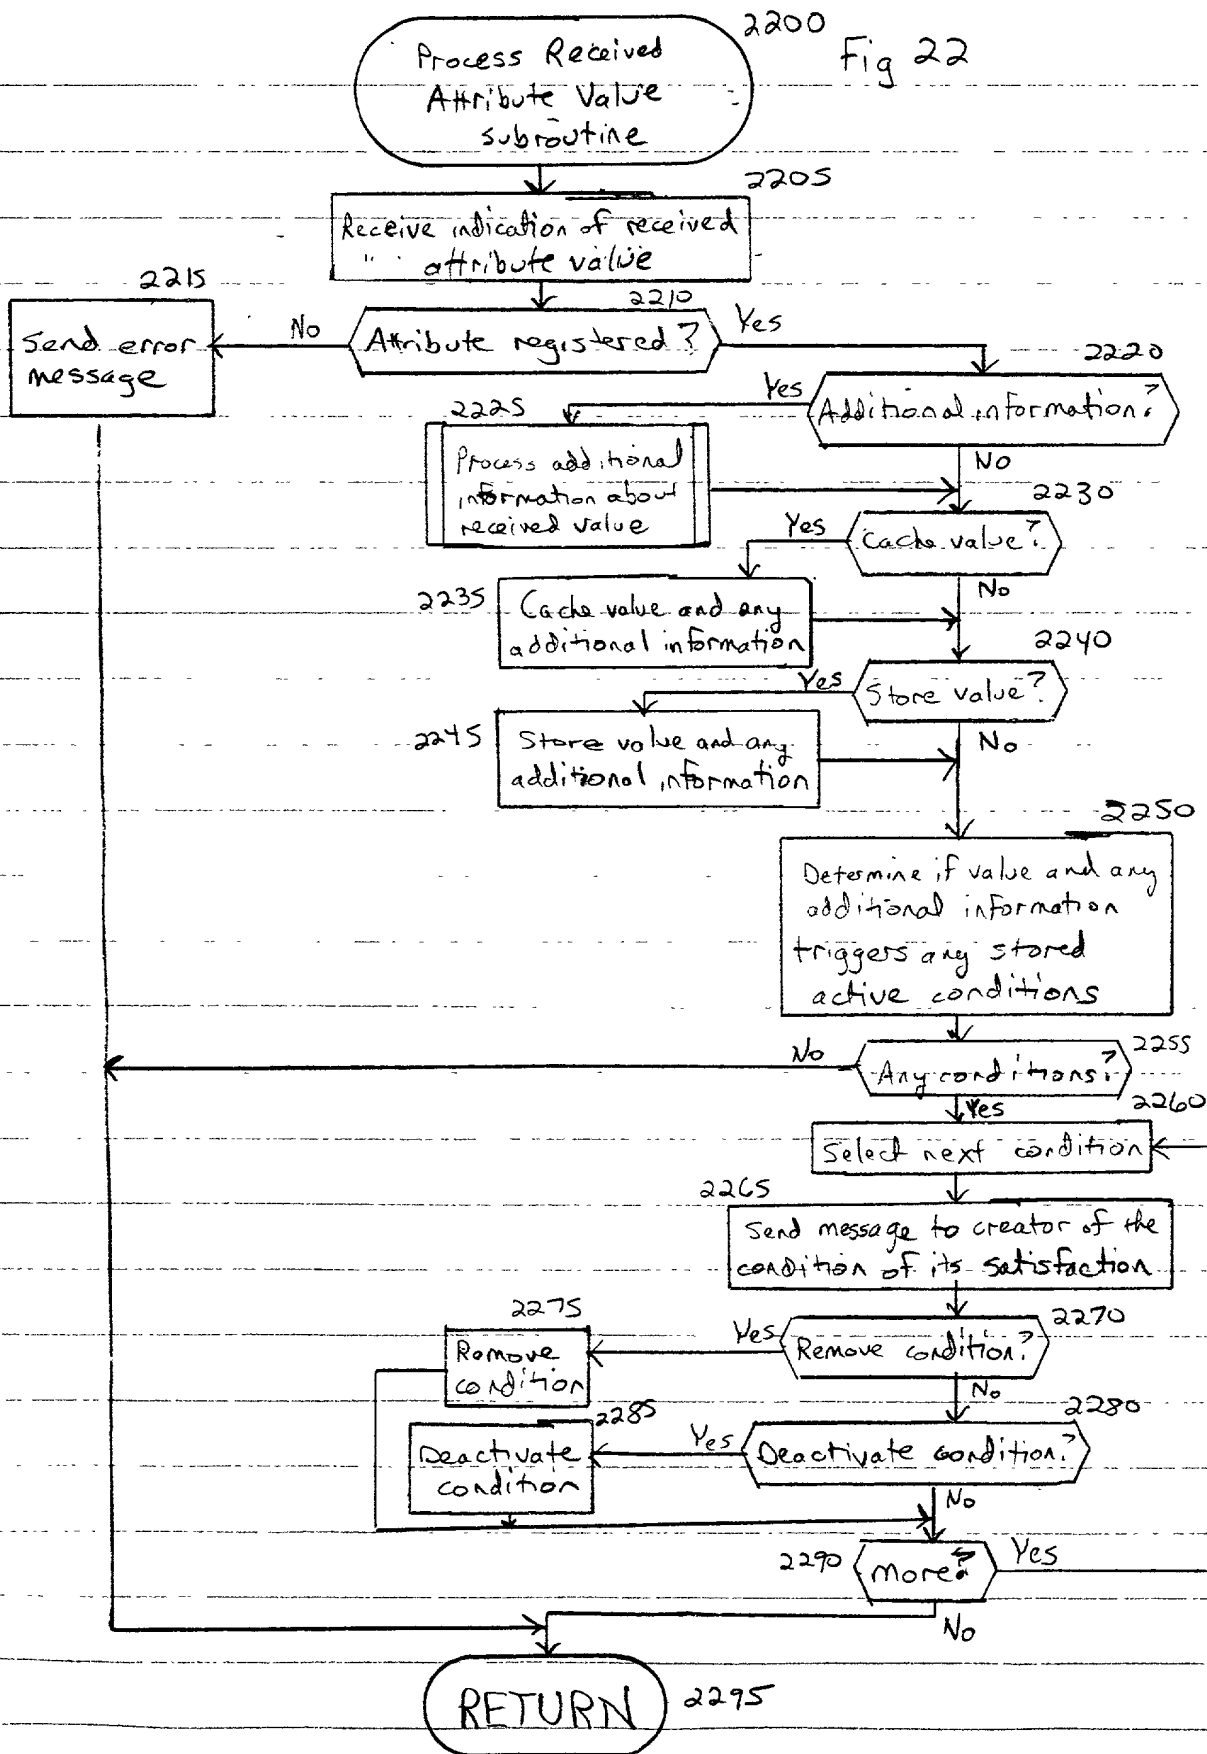 2200
Fig 22
Process Received
Attribute Value
subroutine
2205
Receive indication of received
attribute value
2210
Attribute registered?
No
Yes
2215
Send error
message
2220
Additional information?
Yes
No
2225
Process additional
information about
received value
2230
Cache value?
Yes
No
2235
Cache value and any
additional information
2240
Store value?
Yes
No
2245
Store value and any
additional information
2250
Determine if value and any
additional information
triggers any stored
active conditions
2255
Any conditions?
No
Yes
2260
Select next condition
2265
Send message to creator of the
condition of its satisfaction
2270
Remove condition?
Yes
No
2275
Remove
condition
2280
Deactivate condition?
Yes
No
2285
Deactivate
condition
2290
More?
Yes
No
RETURN
2295